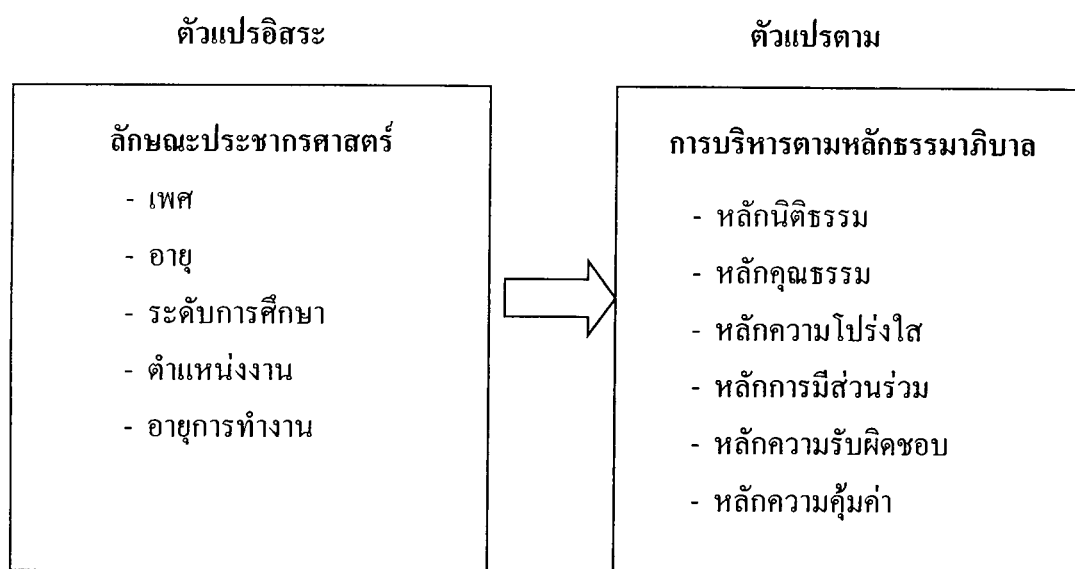 ตัวแปรอิสระ
ตัวแปรตาม
ลักษณะประชากรศาสตร์
- เพศ
- อายุ
- ระดับการศึกษา
- ตำแหน่งงาน
- อายุการทำงาน
การบริหารตามหลักธรรมาภิบาล
- หลักนิติธรรม
- หลักคุณธรรม
- หลักความโปร่งใส
- หลักการมีส่วนร่วม
- หลักความรับผิดชอบ
- หลักความคุ้มค่า